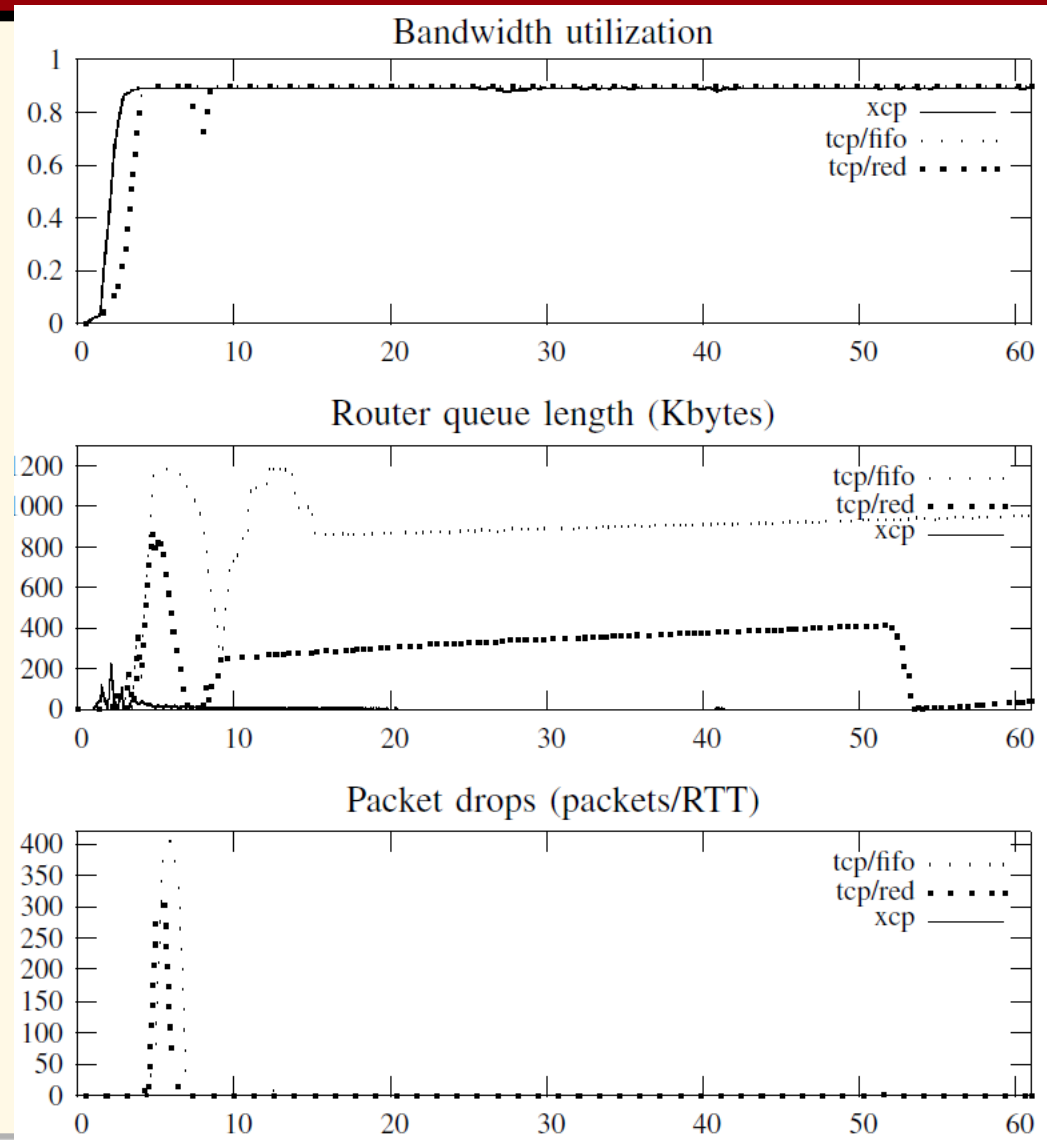 Bandwidth utilization
1
0.8
0.6
0.4
0.2
0
xcp
tcp/fifo
tcp/red
0 10 20 30 40 50 60
Router queue length (Kbytes)
1200
1000
800
600
400
200
0
tcp/fifo
tcp/red
xcp
0 10 20 30 40 50 60
Packet drops (packets/RTT)
400
350
300
250
200
150
100
50
0
tcp/fifo
tcp/red
xcp
0 10 20 30 40 50 60